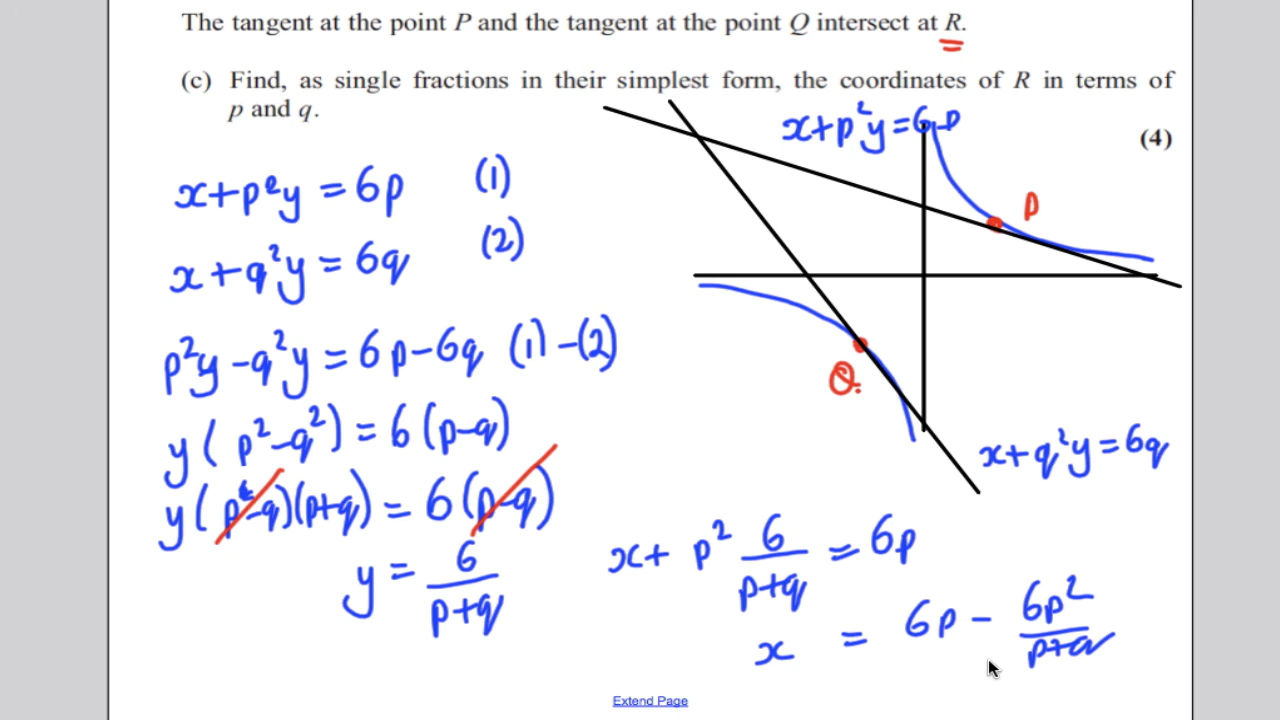 The tangent at the point P and the tangent at the point Q intersect at R.
(c) Find, as single fractions in their simplest form, the coordinates of R in terms of
p and q.
(4)
x+p²y=6p
x+p²y=6p (1)
x+q²y=6q (2)
p²y-q²y=6p-6q (1)-(2)
y(p²-q²)=6(p-q)
y(p-q)(p+q)=6(p-q)
y=6/(p+q)
P
Q.
x+q²y=6q
x+p² 6/(p+q)=6p
x = 6p - 6p²/(p+q)
Extend Page